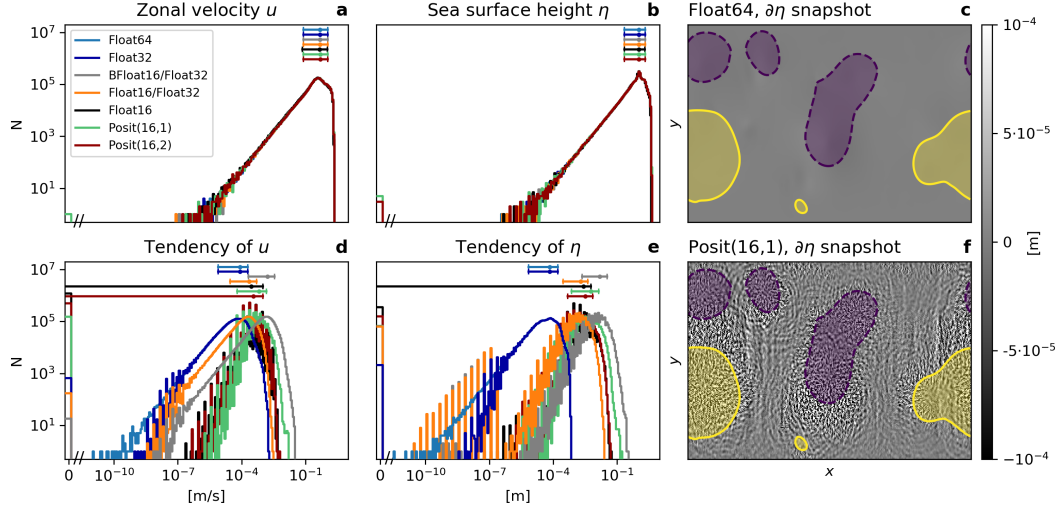 Zonal velocity u
a
10⁷
10⁵
10³
10¹
N
Float64
Float32
BFloat16/Float32
Float16/Float32
Float16
Posit(16,1)
Posit(16,2)
Sea surface height η
b
Float64, ∂η snapshot
c
y
10⁻⁴
5·10⁻⁵
0
-5·10⁻⁵
−10⁻⁴
[m]
Tendency of u
d
10⁷
10⁵
10³
10¹
N
0
10⁻¹⁰
10⁻⁷
10⁻⁴
10⁻¹
[m/s]
Tendency of η
e
0
10⁻¹⁰
10⁻⁷
10⁻⁴
10⁻¹
[m]
Posit(16,1), ∂η snapshot
f
y
x